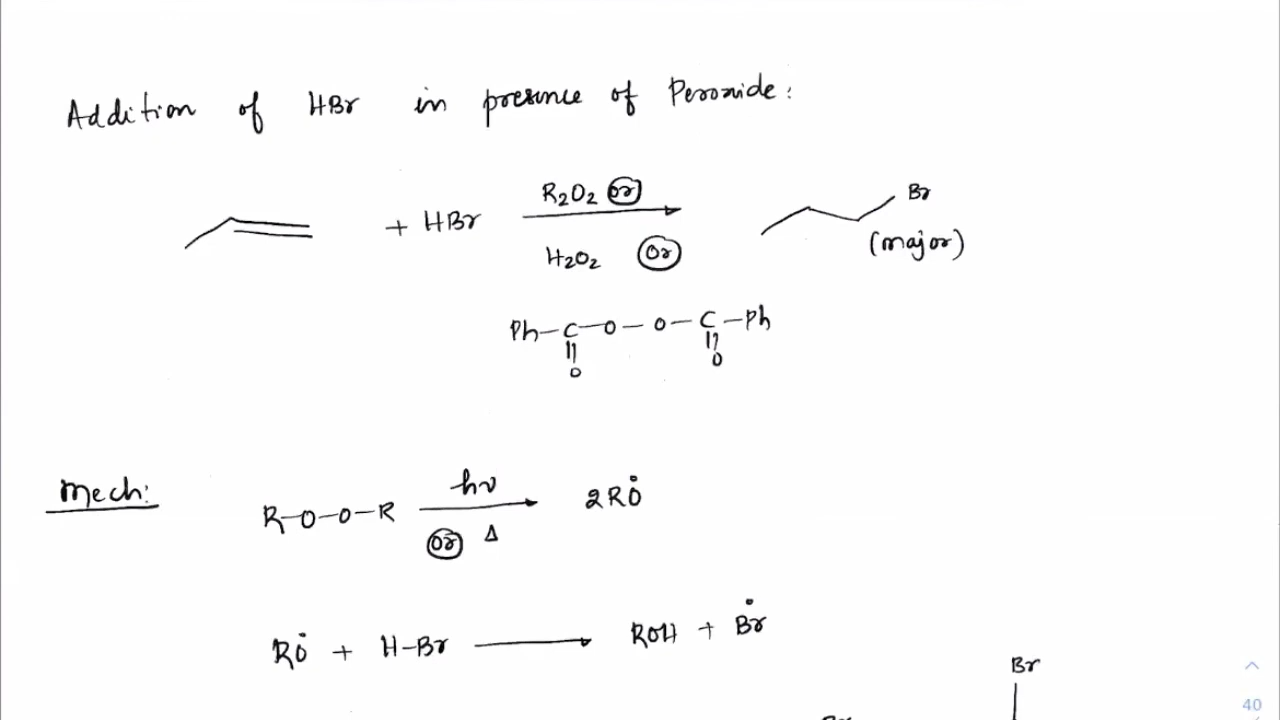 Addition of HBr in presence of Peroxide:
+ HBr R2O2 or Br
H2O2 or (major)
Ph-C-O-O-C-Ph
O O
Mech:
R-O-O-R hν 2RȮ
or Δ
RȮ + H-Br ROH + Ḃr
Br
40